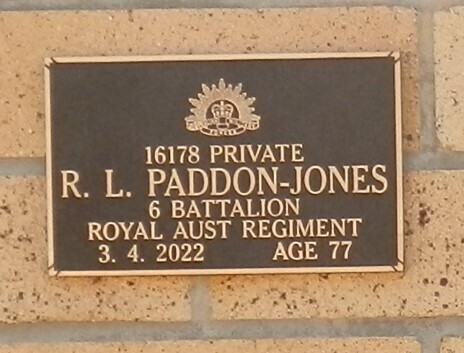 16178 PRIVATE
R. L. PADDON-JONES
6 BATTALION
ROYAL AUST REGIMENT
3. 4. 2022 AGE 77